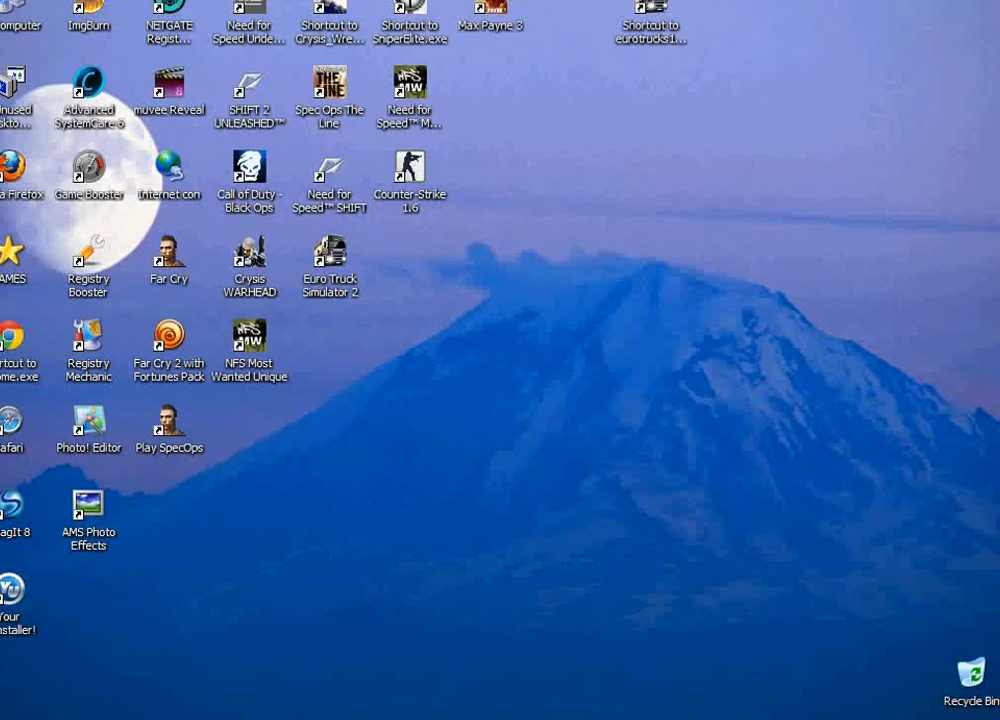 omputer
ImgBurn
NETGATE
Regist...
Need for
Speed Unde...
Shortcut to
Crysis_Wre...
Shortcut to
SniperElite.exe
Max Payne 3
Shortcut to
eurotrucks1...
nused
skto...
Advanced
SystemCare 6
muvee Reveal
SHIFT 2
UNLEASHED™
Spec Ops The
Line
Need for
Speed™ M...
a Firefox
Game Booster
Internet con
Call of Duty -
Black Ops
Need for
Speed™ SHIFT
Counter-Strike
1.6
AMES
Registry
Booster
Far Cry
Crysis
WARHEAD
Euro Truck
Simulator 2
rtcut to
ome.exe
Registry
Mechanic
Far Cry 2 with
Fortunes Pack
NFS Most
Wanted Unique
afari
Photo! Editor
Play SpecOps
agIt 8
AMS Photo
Effects
Your
nstaller!
Recycle Bin